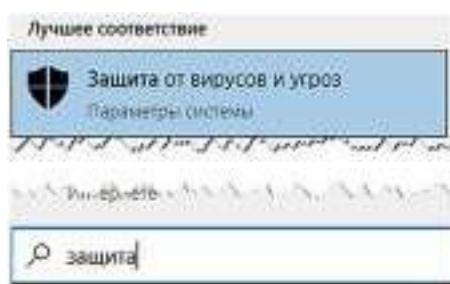 Лучшее соответствие
Защита от вирусов и угроз
Параметры системы
защита